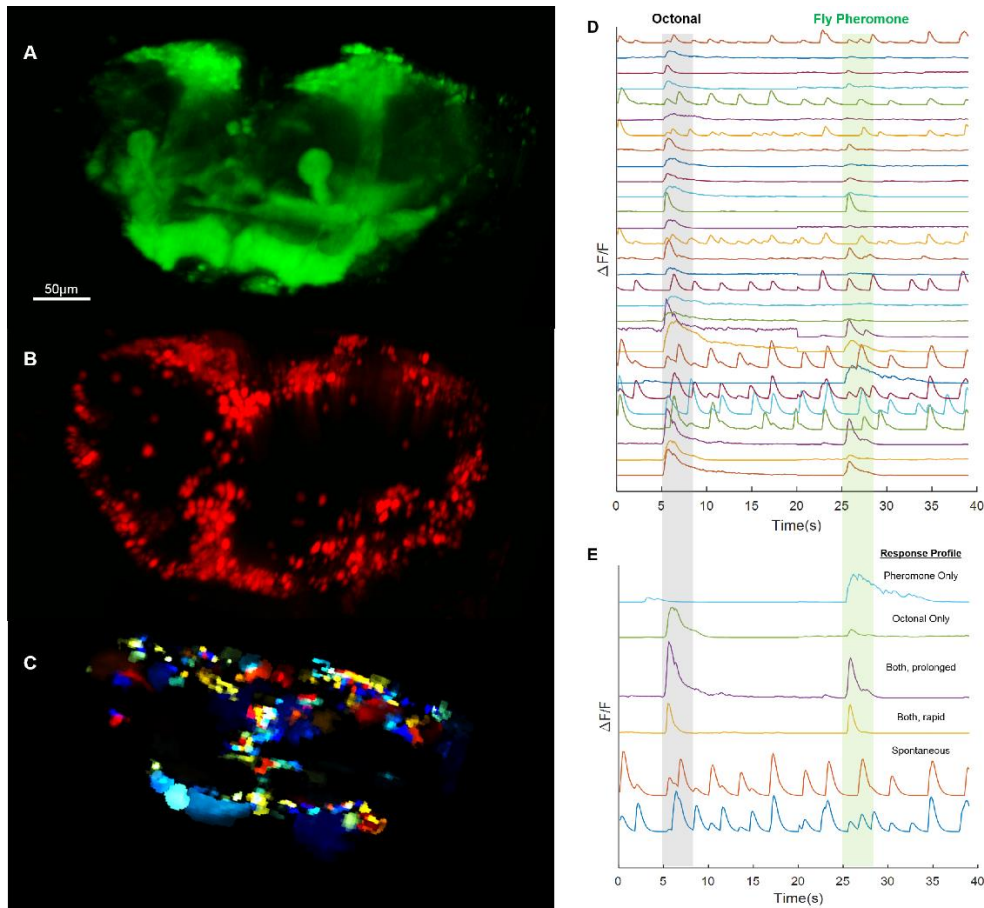 A
50µm
B
C
D
Octonal
Fly Pheromone
ΔF/F
0 5 10 15 20 25 30 35 40
Time(s)
E
Response Profile
Pheromone Only
Octonal Only
Both, prolonged
Both, rapid
Spontaneous
ΔF/F
0 5 10 15 20 25 30 35 40
Time(s)